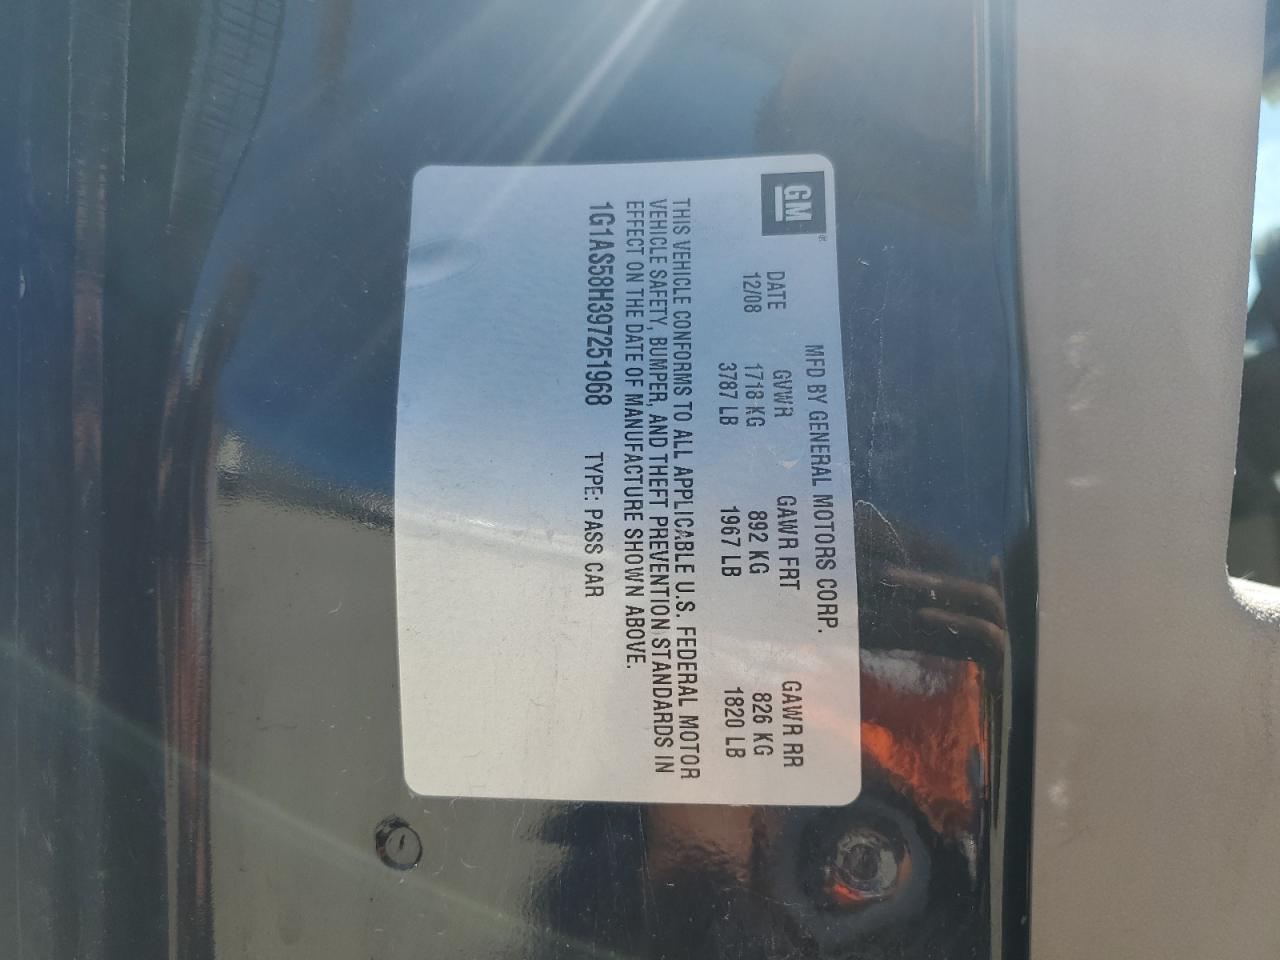 GM
MFD BY GENERAL MOTORS CORP.
DATE GVWR GAWR FRT GAWR RR
12/08 1718 KG 892 KG 826 KG
3787 LB 1967 LB 1820 LB
THIS VEHICLE CONFORMS TO ALL APPLICABLE U.S. FEDERAL MOTOR
VEHICLE SAFETY, BUMPER, AND THEFT PREVENTION STANDARDS IN
EFFECT ON THE DATE OF MANUFACTURE SHOWN ABOVE.
1G1AS58H397251968 TYPE: PASS CAR